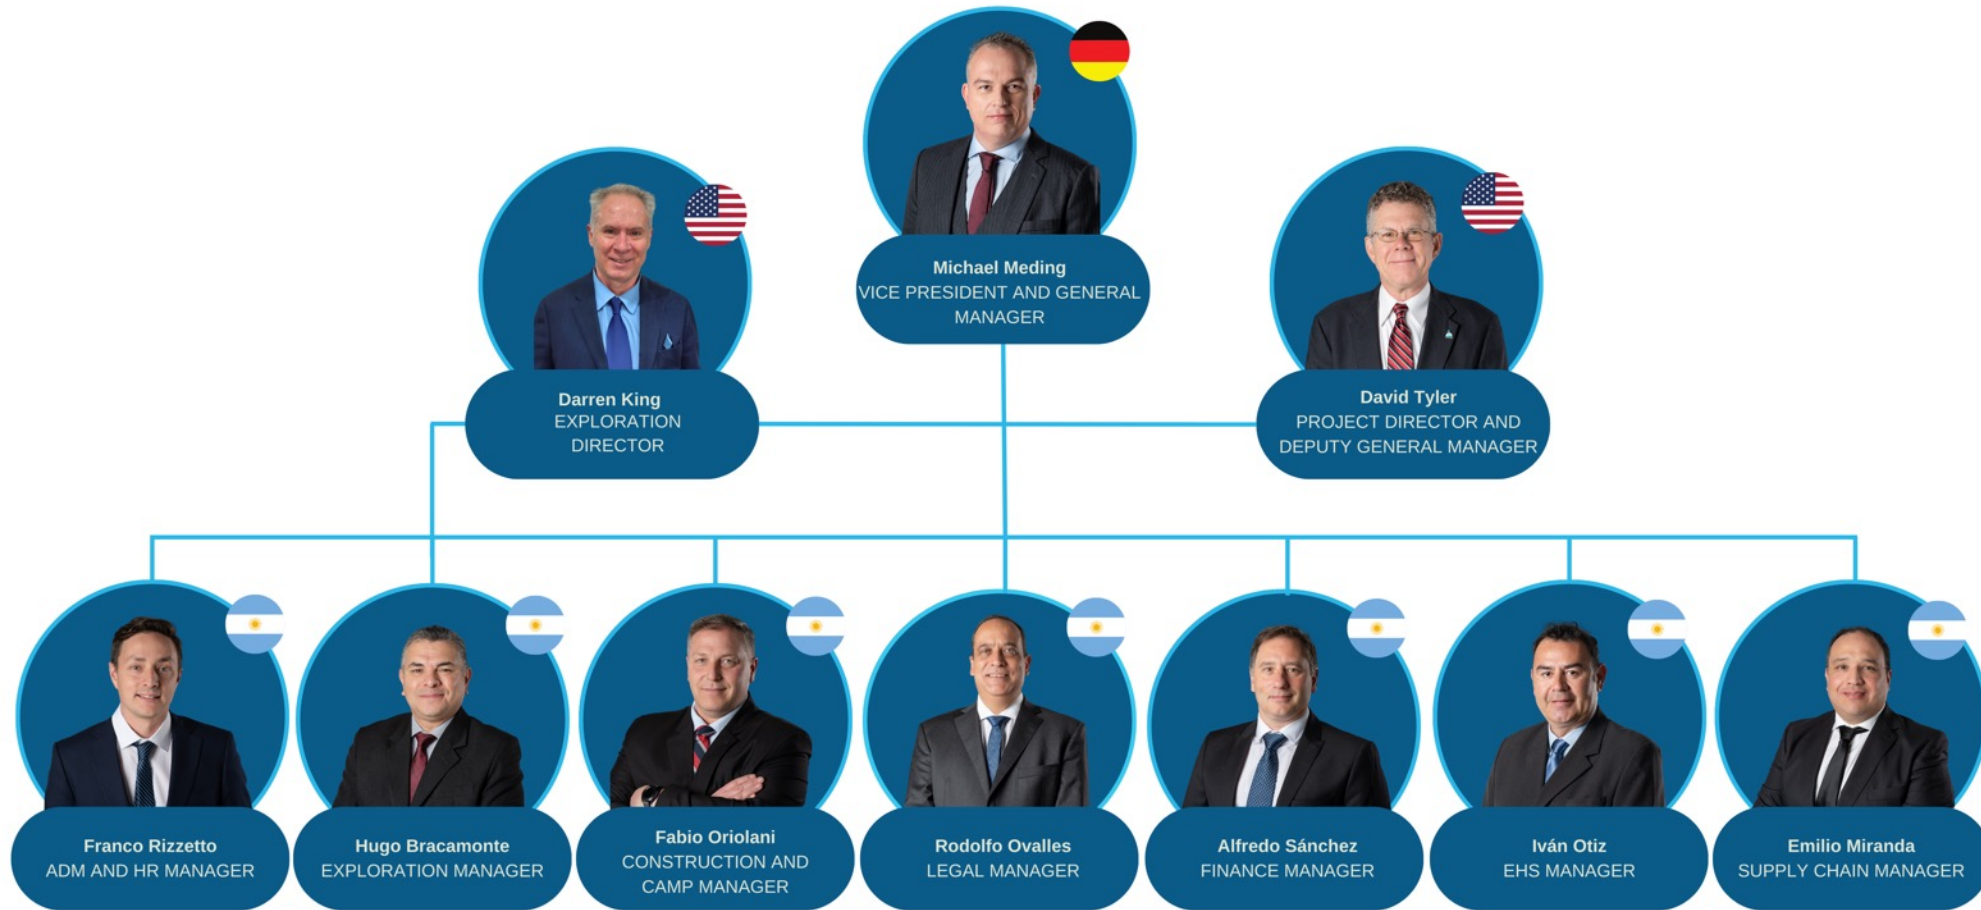 Michael Meding
VICE PRESIDENT AND GENERAL
MANAGER
Darren King
EXPLORATION
DIRECTOR
David Tyler
PROJECT DIRECTOR AND
DEPUTY GENERAL MANAGER
Franco Rizzetto
ADM AND HR MANAGER
Hugo Bracamonte
EXPLORATION MANAGER
Fabio Oriolani
CONSTRUCTION AND
CAMP MANAGER
Rodolfo Ovalles
LEGAL MANAGER
Alfredo Sánchez
FINANCE MANAGER
Iván Otiz
EHS MANAGER
Emilio Miranda
SUPPLY CHAIN MANAGER